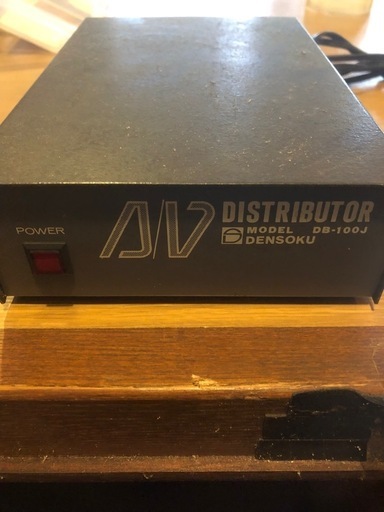 POWER
A/V DISTRIBUTOR
MODEL DB-100J
DENSOKU